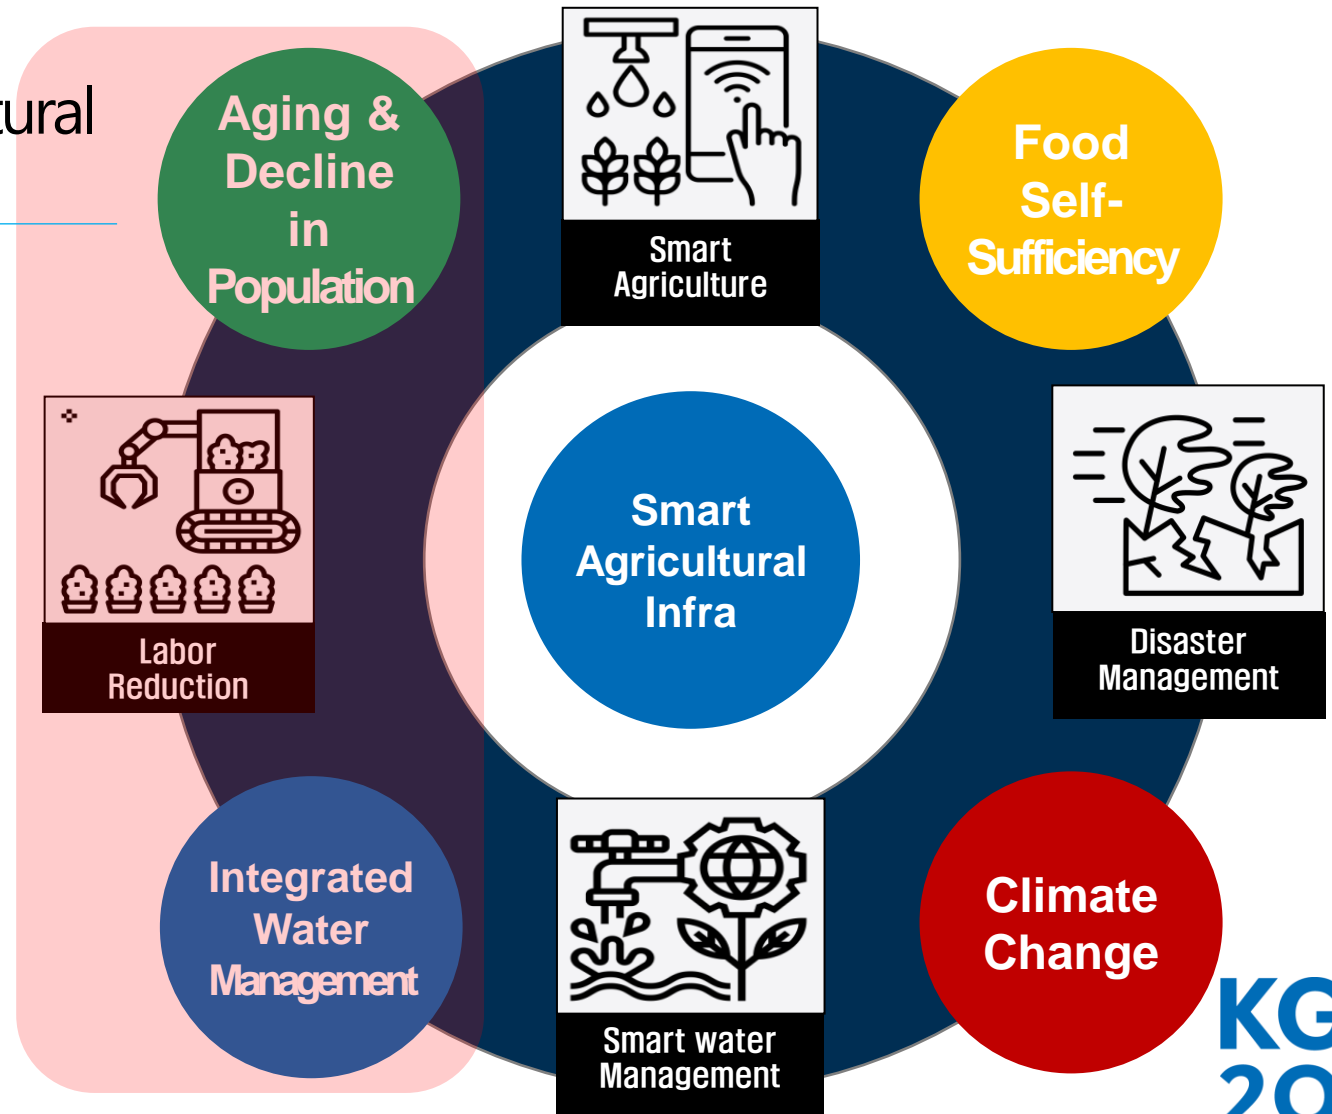 tural
Aging &
Decline
in
Population
Smart
Agriculture
Food
Self-
Sufficiency
Labor
Reduction
Smart
Agricultural
Infra
Disaster
Management
Integrated
Water
Management
Smart water
Management
Climate
Change
KG
20